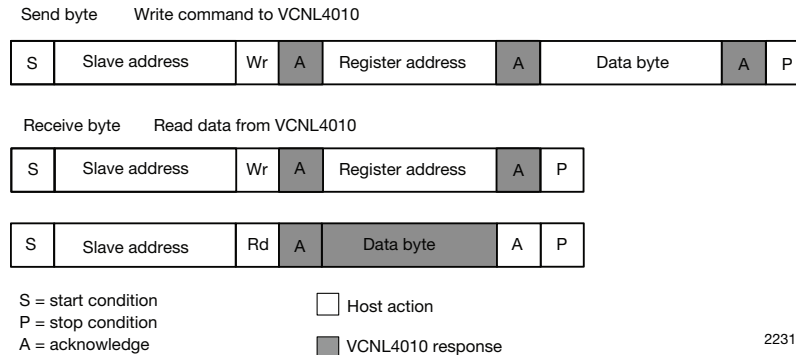 Send byte Write command to VCNL4010
S Slave address Wr A Register address A Data byte A P
Receive byte Read data from VCNL4010
S Slave address Wr A Register address A P
S Slave address Rd A Data byte A P
S = start condition
P = stop condition
A = acknowledge
Host action
VCNL4010 response
2231